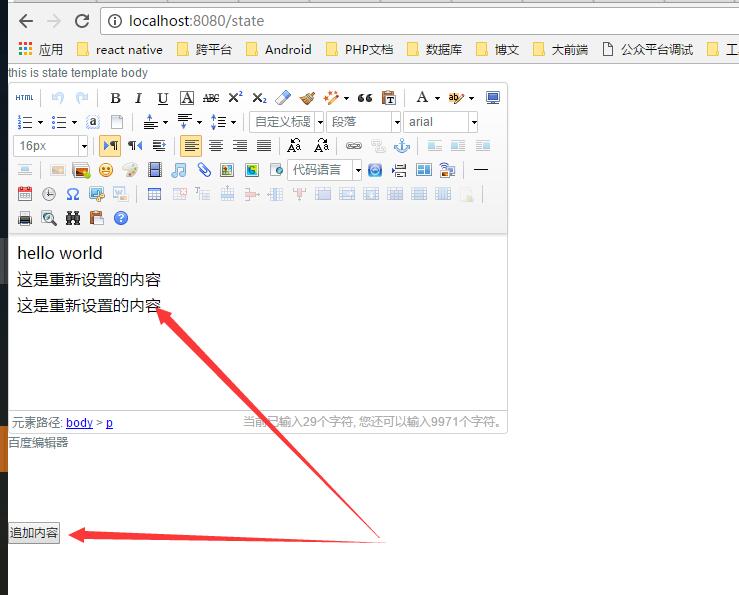 localhost:8080/state
应用 react native 跨平台 Android PHP文档 数据库 博文 大前端 公众平台调试 工
this is state template body
HTML B I U A ABC X² X₂ A ab
a 自定义标题 段落 arial
16px
代码语言
hello world
这是重新设置的内容
这是重新设置的内容
元素路径: body > p 当前已输入29个字符, 您还可以输入9971个字符。
百度编辑器
追加内容